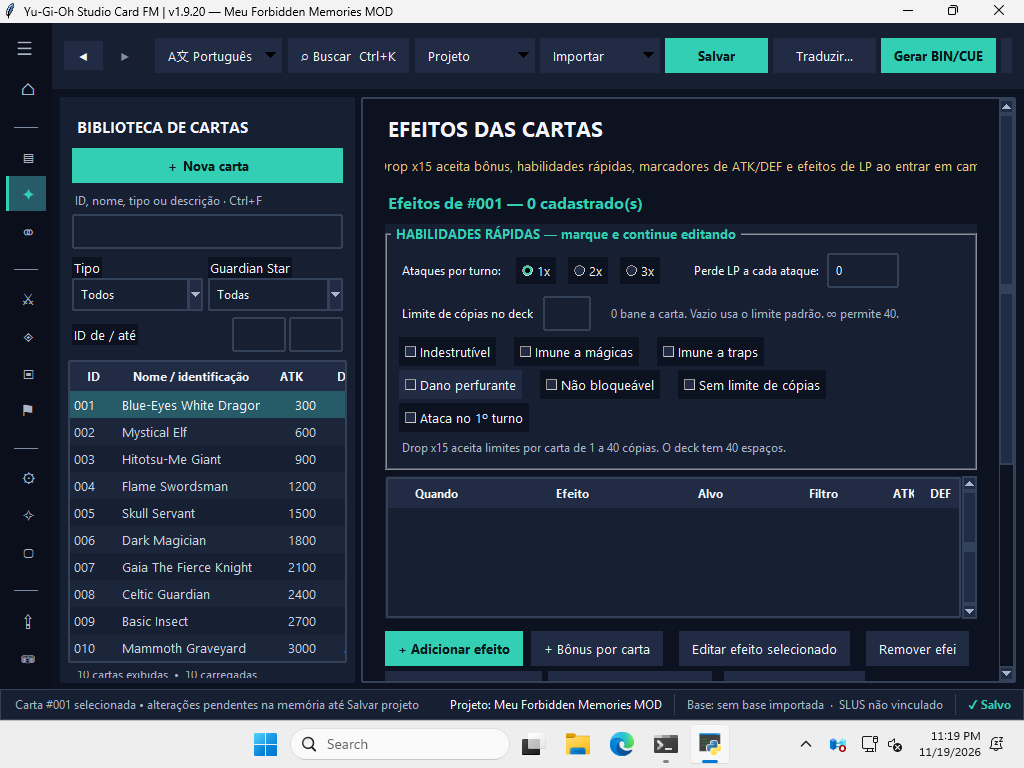 Yu-Gi-Oh Studio Card FM | v1.9.20 — Meu Forbidden Memories MOD
A文 Português
Buscar Ctrl+K
Projeto
Importar
Salvar
Traduzir...
Gerar BIN/CUE
BIBLIOTECA DE CARTAS
+ Nova carta
ID, nome, tipo ou descrição · Ctrl+F
Tipo
Guardian Star
Todos
Todas
ID de / até
ID Nome / identificação ATK D
001 Blue-Eyes White Dragor 300
002 Mystical Elf 600
003 Hitotsu-Me Giant 900
004 Flame Swordsman 1200
005 Skull Servant 1500
006 Dark Magician 1800
007 Gaia The Fierce Knight 2100
008 Celtic Guardian 2400
009 Basic Insect 2700
010 Mammoth Graveyard 3000
10 cartas exibidas • 10 carregadas
EFEITOS DAS CARTAS
Drop x15 aceita bônus, habilidades rápidas, marcadores de ATK/DEF e efeitos de LP ao entrar em cam
Efeitos de #001 — 0 cadastrado(s)
HABILIDADES RÁPIDAS — marque e continue editando
Ataques por turno: 1x 2x 3x Perde LP a cada ataque: 0
Limite de cópias no deck 0 bane a carta. Vazio usa o limite padrão. ∞ permite 40.
Indestrutível Imune a mágicas Imune a traps
Dano perfurante Não bloqueável Sem limite de cópias
Ataca no 1º turno
Drop x15 aceita limites por carta de 1 a 40 cópias. O deck tem 40 espaços.
Quando Efeito Alvo Filtro ATK DEF
+ Adicionar efeito
+ Bônus por carta
Editar efeito selecionado
Remover efei
Carta #001 selecionada • alterações pendentes na memória até Salvar projeto
Projeto: Meu Forbidden Memories MOD
Base: sem base importada · SLUS não vinculado
✓ Salvo
Search
11:19 PM
11/19/2026